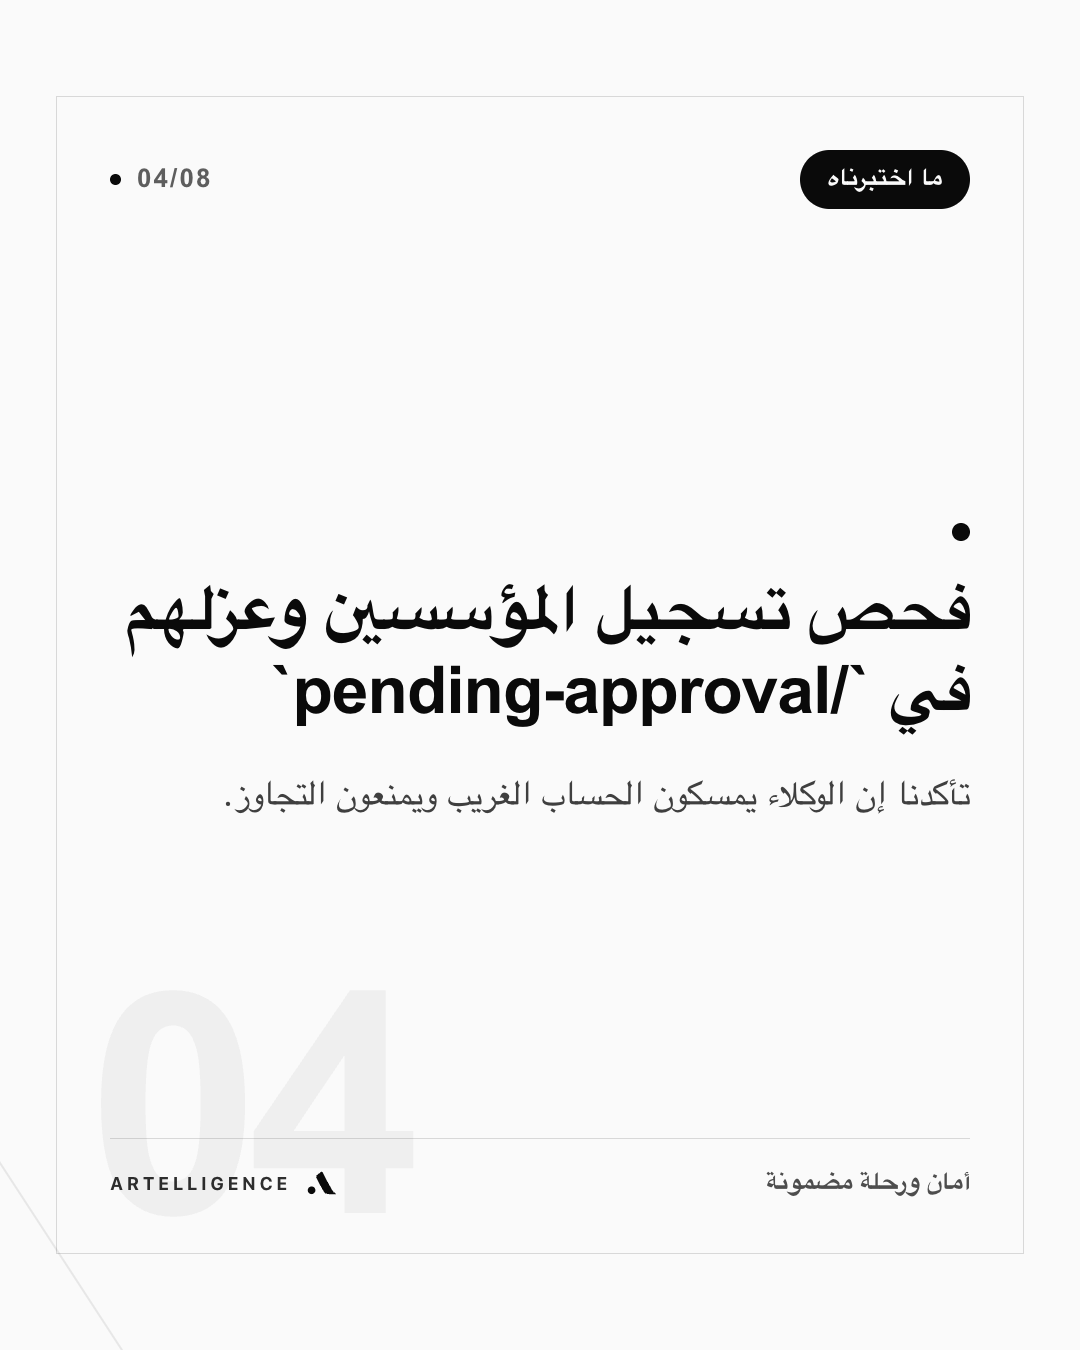 ما اختبرناه
04/08
فحص تسجيل المؤسسين وعزلهم
في `/pending-approval`
تأكدنا إن الوكلاء يمسكون الحساب الغريب ويمنعون التجاوز.
04
أمان ورحلة مضمونة
ARTELLIGENCE